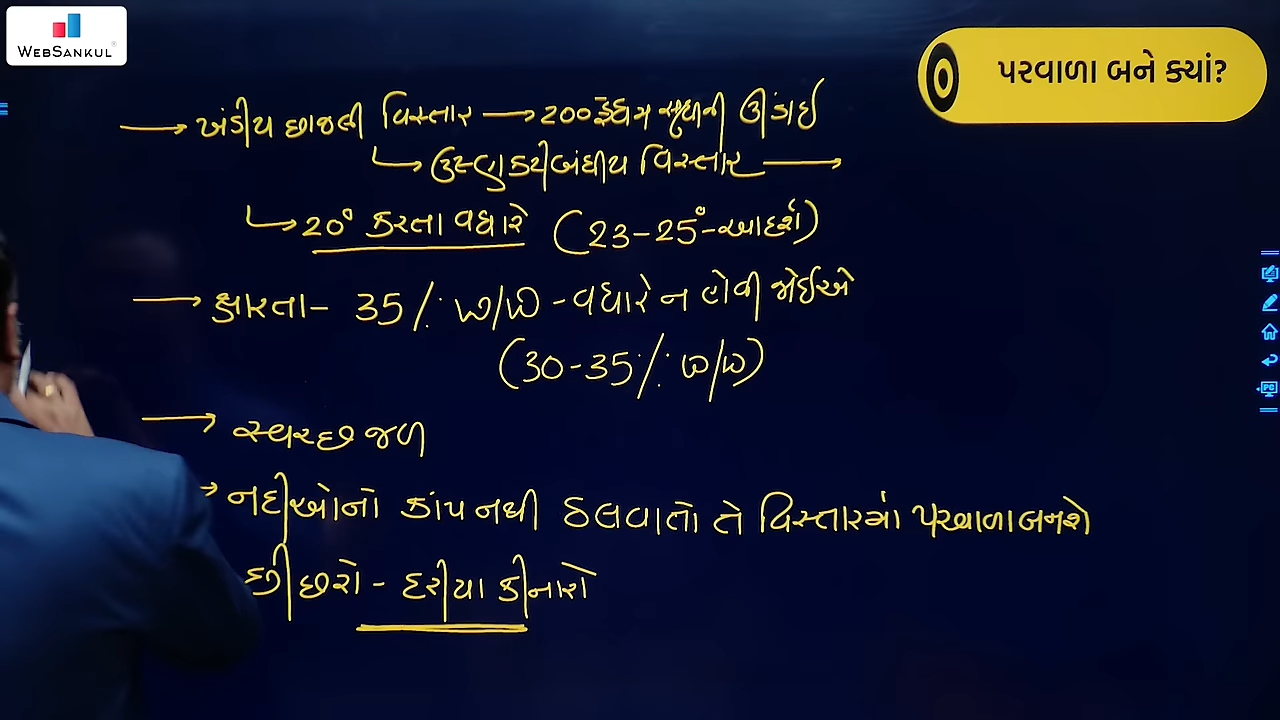 WEBSANKUL
પરવાળા બને ક્યાં?
ખંડીય છાજલી વિસ્તાર → 200 ફેધમ સુધીની ઊંડાઈ
ઉષ્ણકટીબંધીય વિસ્તાર →
20° કરતા વધારે (23-25°-આદર્શ)
→ ક્ષારતા - 35 % W/W - વધારે ન હોવી જોઈએ
(30-35 % W/W)
→ સ્વચ્છ જળ
→ નદીઓનો કાંપ નથી ઠલવાતો તે વિસ્તારમાં પરવાળા બનશે
છીછરો - દરીયા કીનારો